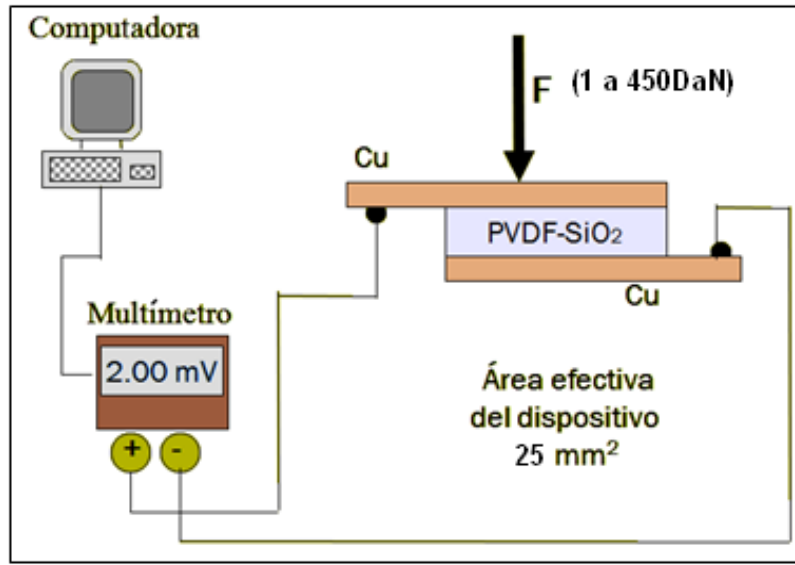 Computadora
F (1 a 450DaN)
Cu
PVDF-SiO₂
Cu
Multímetro
2.00 mV
+ -
Área efectiva
del dispositivo
25 mm²